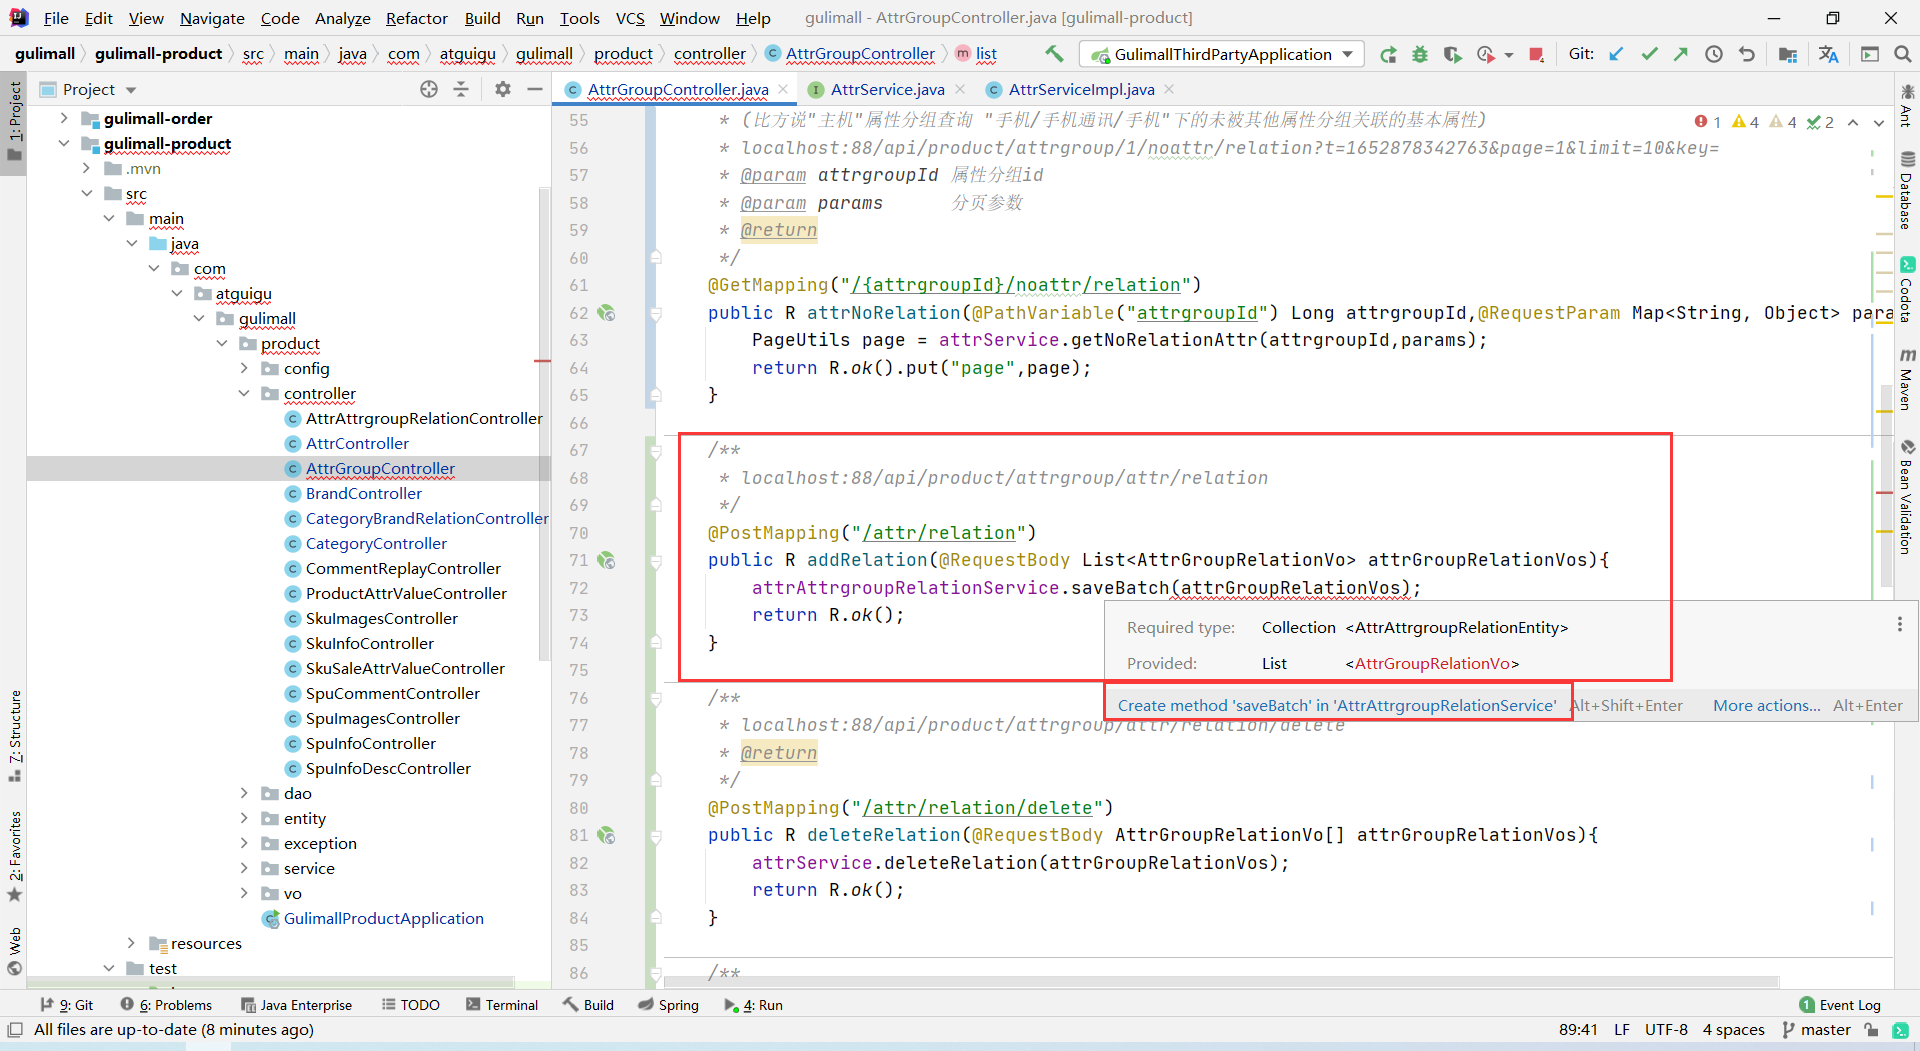 File Edit View Navigate Code Analyze Refactor Build Run Tools VCS Window Help gulimall - AttrGroupController.java [gulimall-product]
gulimall gulimall-product src main java com atguigu gulimall product controller AttrGroupController list GulimallThirdPartyApplication Git:
Project
AttrGroupController.java AttrService.java AttrServiceImpl.java
1: Project
7: Structure
2: Favorites
Web
gulimall-order
gulimall-product
.mvn
src
main
java
com
atguigu
gulimall
product
config
controller
AttrAttrgroupRelationController
AttrController
AttrGroupController
BrandController
CategoryBrandRelationController
CategoryController
CommentReplayController
ProductAttrValueController
SkuImagesController
SkuInfoController
SkuSaleAttrValueController
SpuCommentController
SpuImagesController
SpuInfoController
SpuInfoDescController
dao
entity
exception
service
vo
GulimallProductApplication
resources
test
1 4 4 2
55 * (比方说"主机"属性分组查询 "手机/手机通讯/手机"下的未被其他属性分组关联的基本属性)
56 * localhost:88/api/product/attrgroup/1/noattr/relation?t=1652878342763&page=1&limit=10&key=
57 * @param attrgroupId 属性分组id
58 * @param params 分页参数
59 * @return
60 */
61 @GetMapping("/{attrgroupId}/noattr/relation")
62 public R attrNoRelation(@PathVariable("attrgroupId") Long attrgroupId,@RequestParam Map<String, Object> para
63 PageUtils page = attrService.getNoRelationAttr(attrgroupId,params);
64 return R.ok().put("page",page);
65 }
66
67 /**
68 * localhost:88/api/product/attrgroup/attr/relation
69 */
70 @PostMapping("/attr/relation")
71 public R addRelation(@RequestBody List<AttrGroupRelationVo> attrGroupRelationVos){
72 attrAttrgroupRelationService.saveBatch(attrGroupRelationVos);
73 return R.ok();
74 }
75
76 /**
77 * localhost:88/api/product/attrgroup/attr/relation/delete
78 * @return
79 */
80 @PostMapping("/attr/relation/delete")
81 public R deleteRelation(@RequestBody AttrGroupRelationVo[] attrGroupRelationVos){
82 attrService.deleteRelation(attrGroupRelationVos);
83 return R.ok();
84 }
85
86 /**
Required type: Collection <AttrAttrgroupRelationEntity>
Provided: List <AttrGroupRelationVo>
Create method 'saveBatch' in 'AttrAttrgroupRelationService' Alt+Shift+Enter More actions... Alt+Enter
Ant
Database
Codota
Maven
Bean Validation
9: Git 6: Problems Java Enterprise TODO Terminal Build Spring 4: Run 1 Event Log
All files are up-to-date (8 minutes ago) 89:41 LF UTF-8 4 spaces master